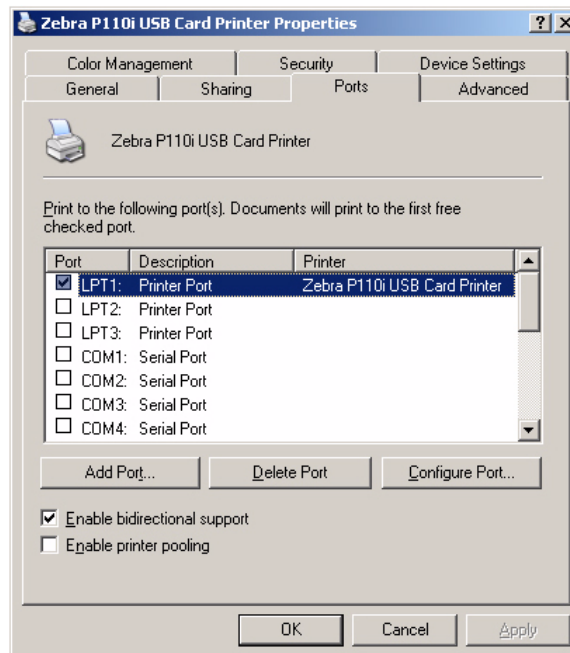 Zebra P110i USB Card Printer Properties
? X
Color Management Security Device Settings
General Sharing Ports Advanced
Zebra P110i USB Card Printer
Print to the following port(s). Documents will print to the first free
checked port.
Port Description Printer
LPT1: Printer Port Zebra P110i USB Card Printer
LPT2: Printer Port
LPT3: Printer Port
COM1: Serial Port
COM2: Serial Port
COM3: Serial Port
COM4: Serial Port
Add Port... Delete Port Configure Port...
Enable bidirectional support
Enable printer pooling
OK Cancel Apply